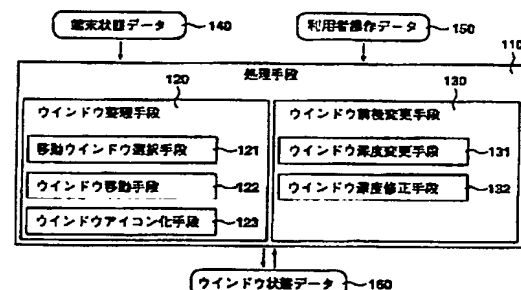 端末状態データ 140 利用者操作データ 150
110
処理手段
120 130
ウインドウ整理手段 ウインドウ前後変更手段
移動ウインドウ選択手段 121 ウインドウ深度変更手段 131
ウインドウ移動手段 122 ウインドウ深度修正手段 132
ウインドウアイコン化手段 123
ウインドウ状態データ 160